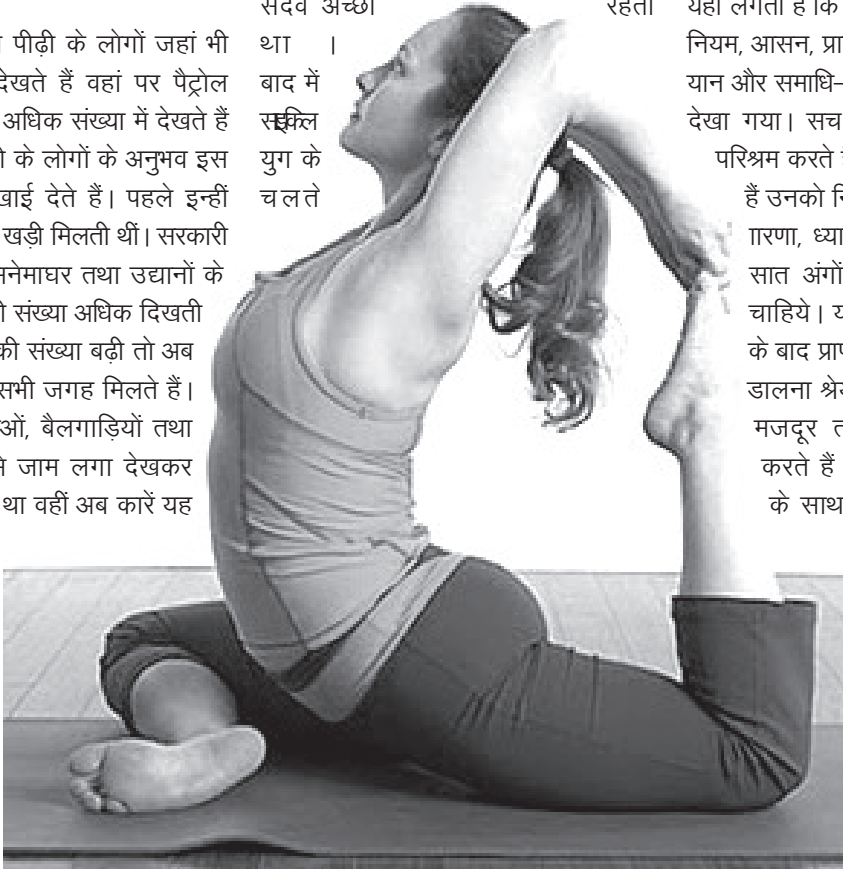 पीढ़ी के लोगों जहां भी
देखते हैं वहां पर पैट्रोल
अधिक संख्या में देखते हैं
के लोगों के अनुभव इस
देते हैं। पहले इन्हीं
खड़ी मिलती थीं। सरकारी
तथा उद्यानों के
संख्या अधिक दिखती
की संख्या बढ़ी तो अब
सभी जगह मिलते हैं।
बैलगाड़ियों तथा
जाम लगा देखकर
था वहीं अब कारें यह
सदैव अच्छा
था ।
बाद में
युग के
चलते
रहता
यही लगता है कि
नियम, आसन,
और समाधि–
देखा गया। सच
परिश्रम करते
हैं उनको
सात अंगों
चाहिये।
के बाद
डालना
मजदूर
करते हैं
के साथ